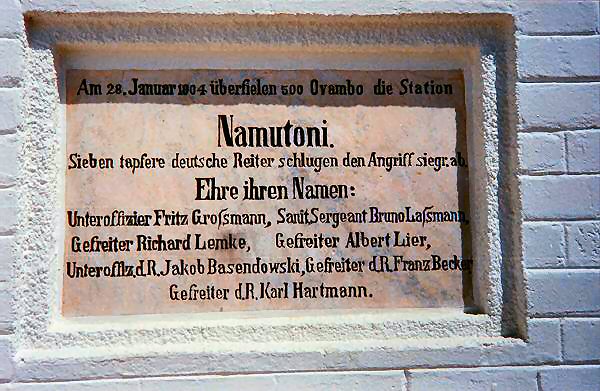 Am 28. Januar 1904 überfielen 500 Ovambo die Station
Namutoni.
Sieben tapfere deutsche Reiter schlugen den Angriff siegr. ab.
Ehre ihren Namen:
Unteroffizier Fritz Groſsmann, Sanit. Sergeant Bruno Laſsmann,
Gefreiter Richard Lemke, Gefreiter Albert Lier,
Unteroffz. d.R. Jakob Basendowski, Gefreiter d.R. Franz Becker
Gefreiter d.R. Karl Hartmann.